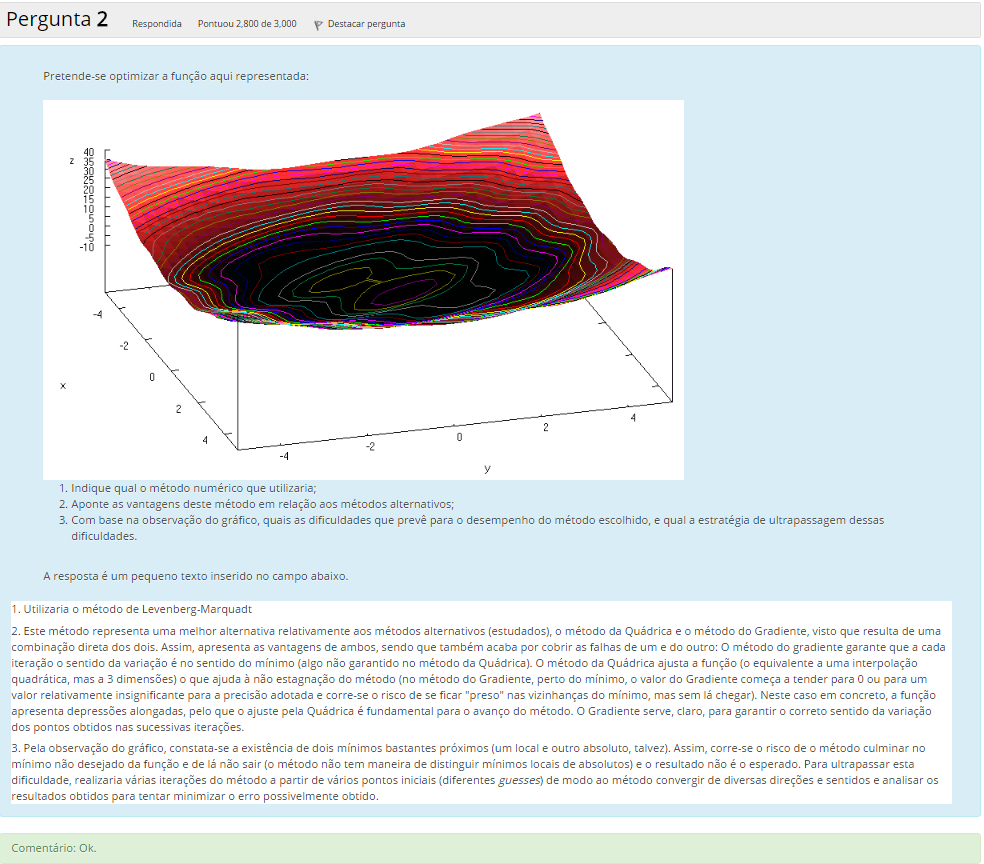 Pergunta 2 Respondida Pontuou 2,800 de 3,000 Destacar pergunta
Pretende-se optimizar a função aqui representada:
z
40
35
30
25
20
15
10
5
0
-5
-10
-4
-2
0
2
4
x
-4
-2
0
2
4
y
1. Indique qual o método numérico que utilizaria;
2. Aponte as vantagens deste método em relação aos métodos alternativos;
3. Com base na observação do gráfico, quais as dificuldades que prevê para o desempenho do método escolhido, e qual a estratégia de ultrapassagem dessas
dificuldades.
A resposta é um pequeno texto inserido no campo abaixo.
1. Utilizaria o método de Levenberg-Marquadt
2. Este método representa uma melhor alternativa relativamente aos métodos alternativos (estudados), o método da Quádrica e o método do Gradiente, visto que resulta de uma
combinação direta dos dois. Assim, apresenta as vantagens de ambos, sendo que também acaba por cobrir as falhas de um e do outro: O método do gradiente garante que a cada
iteração o sentido da variação é no sentido do mínimo (algo não garantido no método da Quádrica). O método da Quádrica ajusta a função (o equivalente a uma interpolação
quadrática, mas a 3 dimensões) o que ajuda à não estagnação do método (no método do Gradiente, perto do mínimo, o valor do Gradiente começa a tender para 0 ou para um
valor relativamente insignificante para a precisão adotada e corre-se o risco de se ficar "preso" nas vizinhanças do mínimo, mas sem lá chegar). Neste caso em concreto, a função
apresenta depressões alongadas, pelo que o ajuste pela Quádrica é fundamental para o avanço do método. O Gradiente serve, claro, para garantir o correto sentido da variação
dos pontos obtidos nas sucessivas iterações.
3. Pela observação do gráfico, constata-se a existência de dois mínimos bastantes próximos (um local e outro absoluto, talvez). Assim, corre-se o risco de o método culminar no
mínimo não desejado da função e de lá não sair (o método não tem maneira de distinguir mínimos locais de absolutos) e o resultado não é o esperado. Para ultrapassar esta
dificuldade, realizaria várias iterações do método a partir de vários pontos iniciais (diferentes guesses) de modo ao método convergir de diversas direções e sentidos e analisar os
resultados obtidos para tentar minimizar o erro possivelmente obtido.
Comentário: Ok.